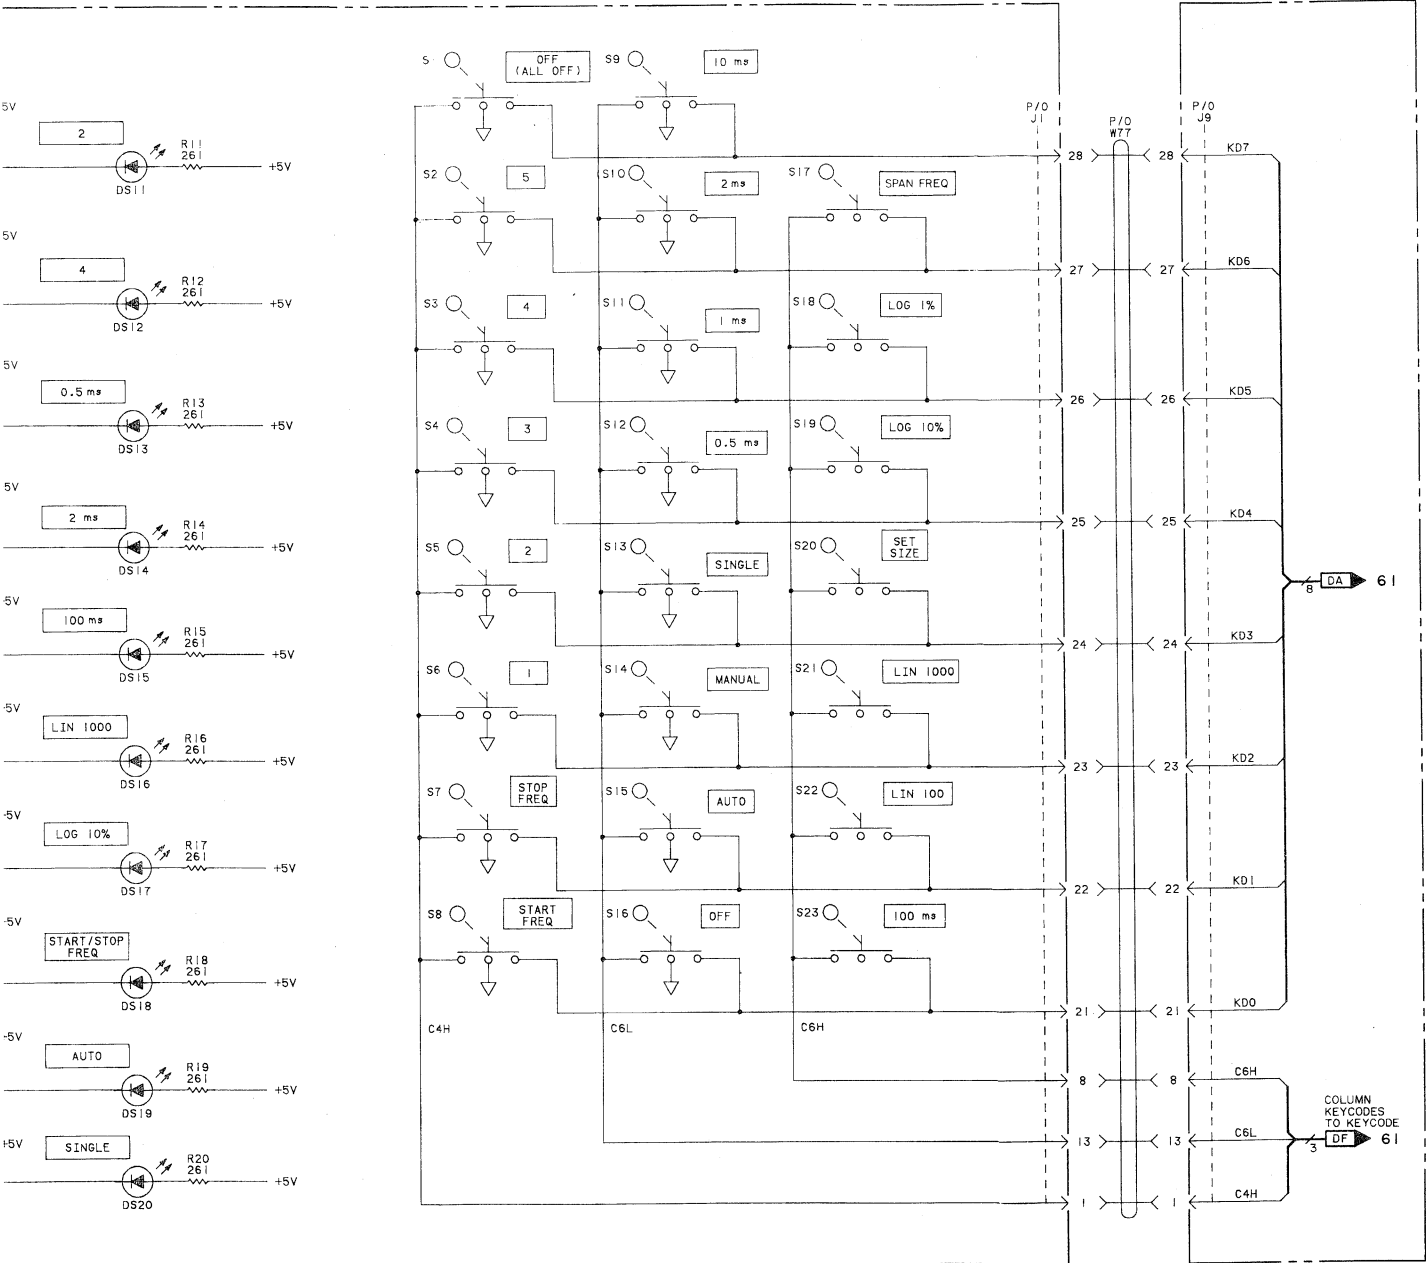 5V
2
R11
261
+5V
DS11
5V
4
R12
261
+5V
DS12
5V
0.5 ms
R13
261
+5V
DS13
5V
2 ms
R14
261
+5V
DS14
5V
100 ms
R15
261
+5V
DS15
5V
LIN 1000
R16
261
+5V
DS16
5V
LOG 10%
R17
261
+5V
DS17
5V
START/STOP
FREQ
R18
261
+5V
DS18
5V
AUTO
R19
261
+5V
DS19
+5V
SINGLE
R20
261
+5V
DS20
S
OFF
(ALL OFF)
S2
5
S3
4
S4
3
S5
2
S6
1
S7
STOP
FREQ
S8
START
FREQ
C4H
S9
10 ms
S10
2 ms
S11
1 ms
S12
0.5 ms
S13
SINGLE
S14
MANUAL
S15
AUTO
S16
OFF
C6L
S17
SPAN FREQ
S18
LOG 1%
S19
LOG 10%
S20
SET
SIZE
S21
LIN 1000
S22
LIN 100
S23
100 ms
C6H
P/O
J1
P/O
W77
P/O
J9
28 28 KD7
27 27 KD6
26 26 KD5
25 25 KD4
24 24 KD3
23 23 KD2
22 22 KD1
21 21 KD0
8 8 C6H
13 13 C6L
1 1 C4H
8 DA 61
COLUMN
KEYCODES
TO KEYCODE
3 DF 61